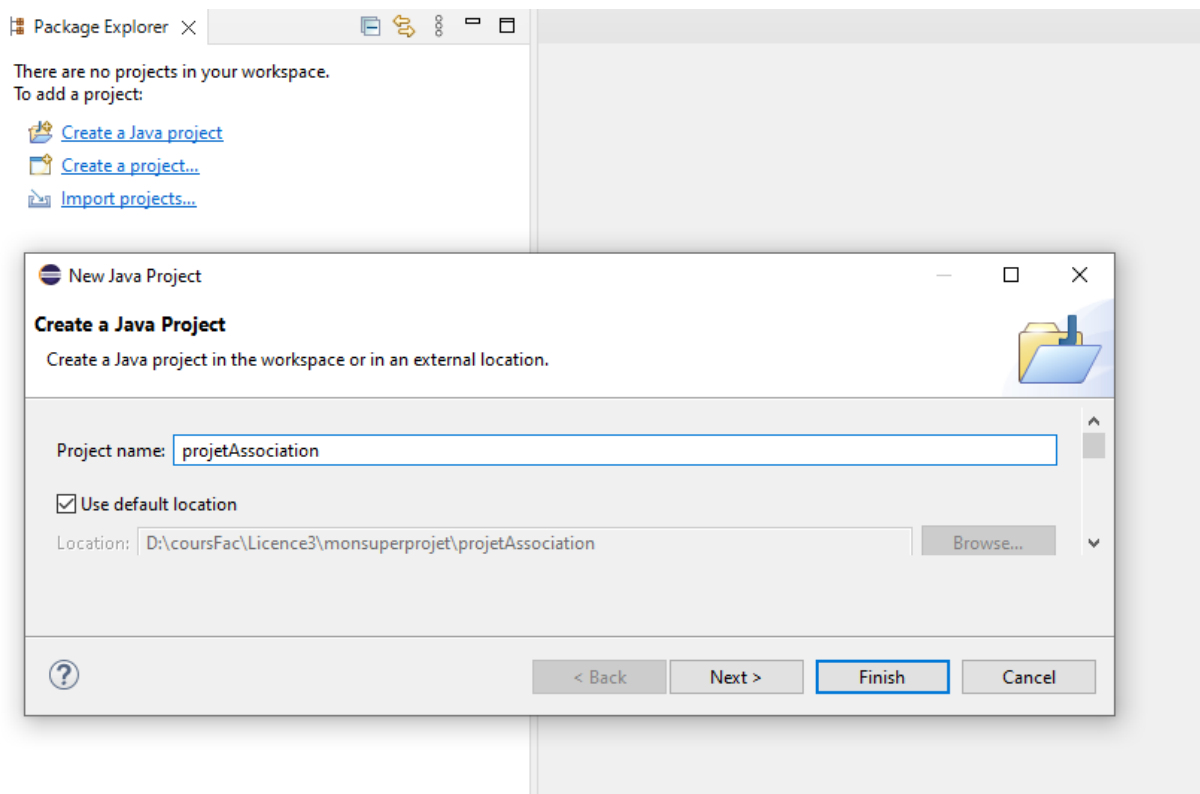 Package Explorer
There are no projects in your workspace.
To add a project:
Create a Java project
Create a project...
Import projects...
New Java Project
Create a Java Project
Create a Java project in the workspace or in an external location.
Project name: projetAssociation
Use default location
Location: D:\coursFac\Licence3\monsuperprojet\projetAssociation Browse...
? < Back Next > Finish Cancel